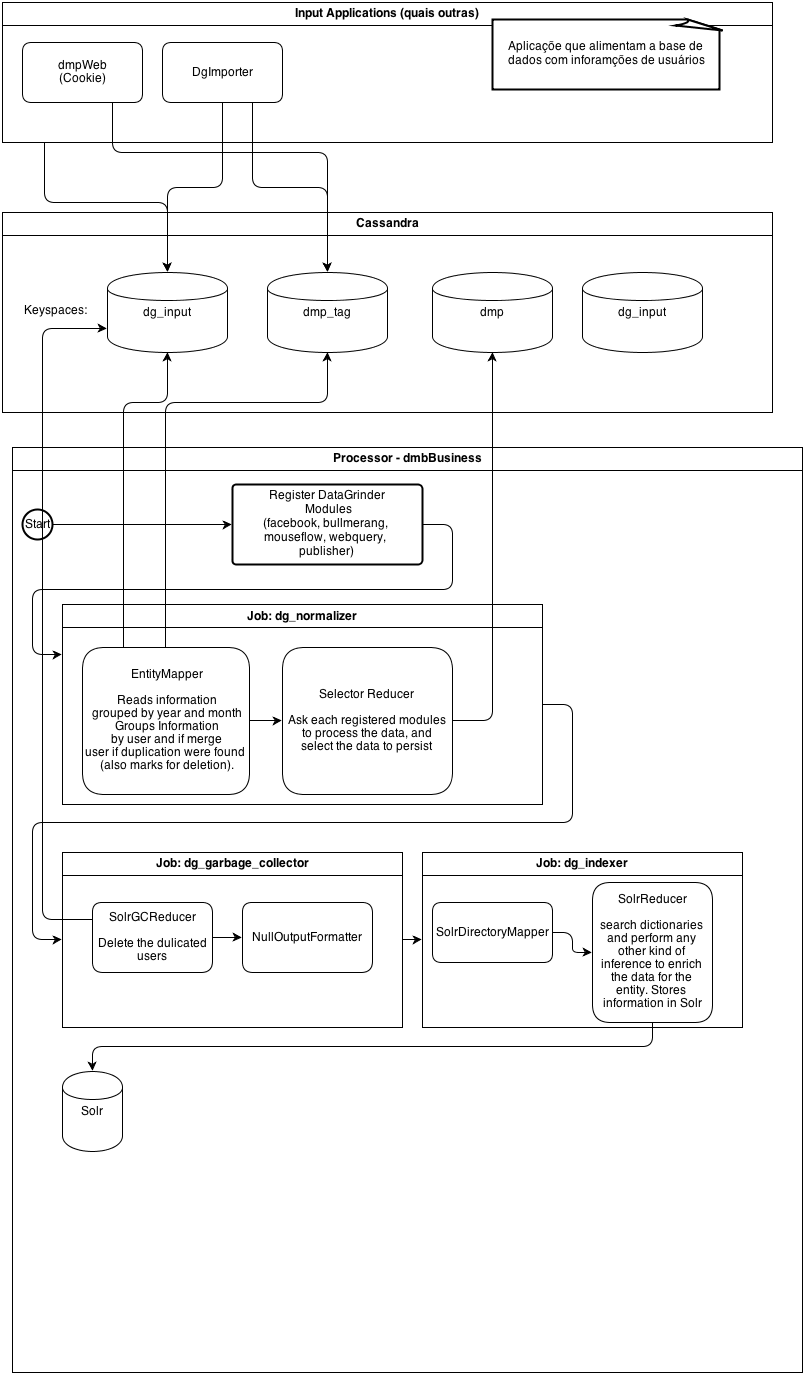 Input Applications (quais outras)
dmpWeb
(Cookie)
DgImporter
Aplicaçõe que alimentam a base de
dados com inforamções de usuários
Cassandra
Keyspaces:
dg_input
dmp_tag
dmp
dg_input
Processor - dmbBusiness
Start
Register DataGrinder
Modules
(facebook, bullmerang,
mouseflow, webquery,
publisher)
Job: dg_normalizer
EntityMapper
Reads information
grouped by year and month
Groups Information
by user and if merge
user if duplication were found
(also marks for deletion).
Selector Reducer
Ask each registered modules
to process the data, and
select the data to persist
Job: dg_garbage_collector
SolrGCReducer
Delete the dulicated
users
NullOutputFormatter
Job: dg_indexer
SolrDirectoryMapper
SolrReducer
search dictionaries
and perform any
other kind of
inference to enrich
the data for the
entity. Stores
information in Solr
Solr